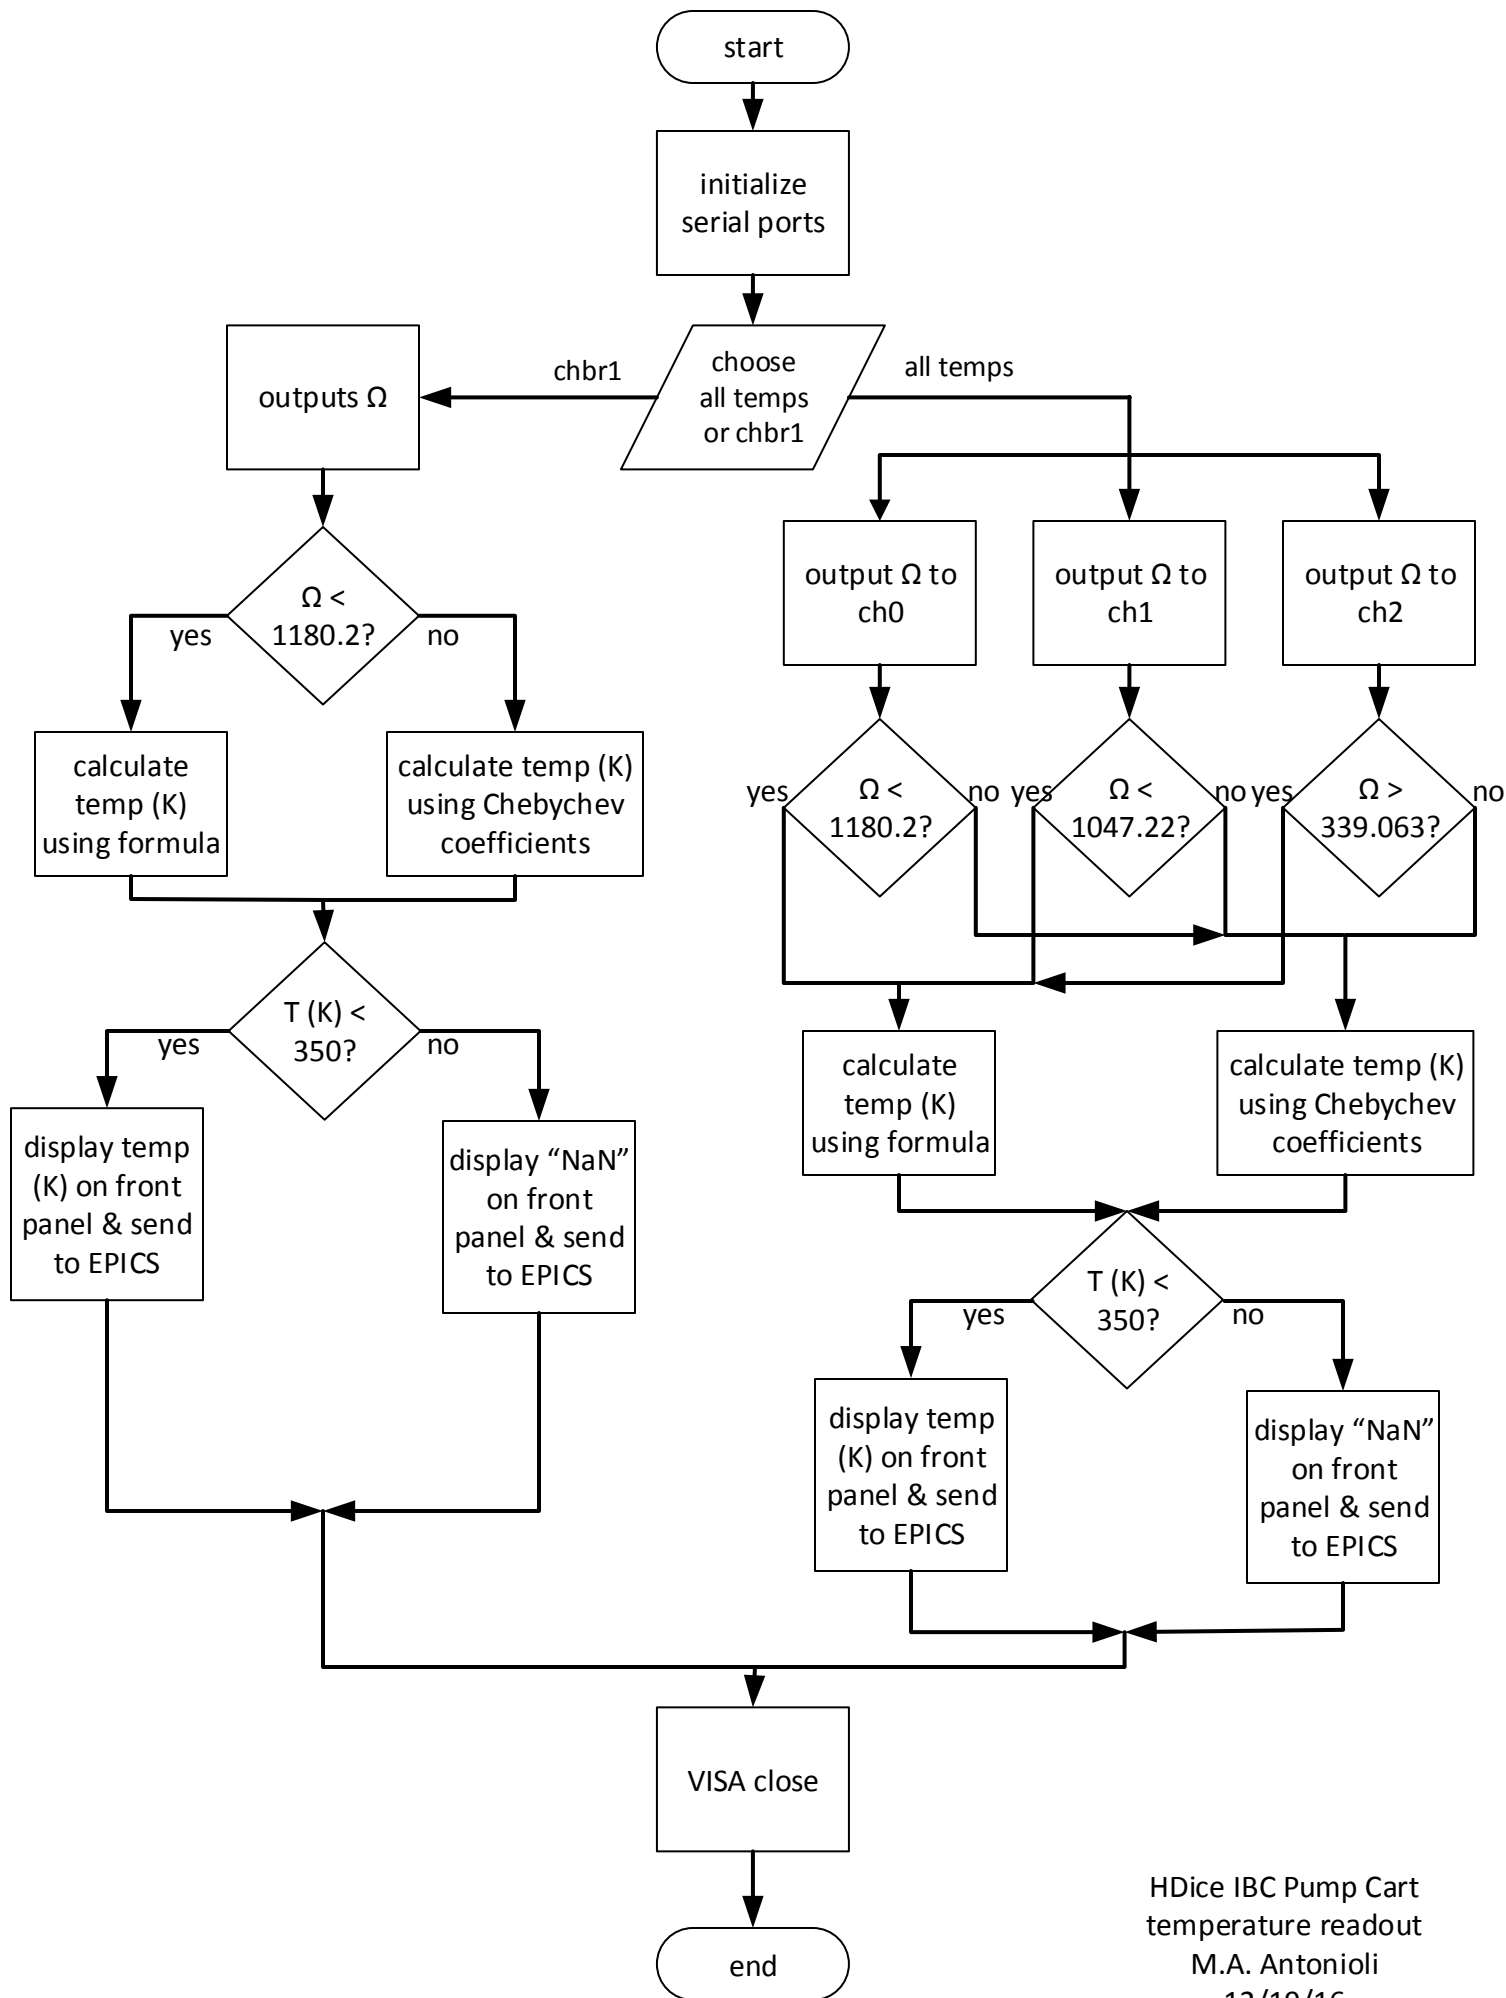 start
initialize
serial ports
choose
all temps
or chbr1
chbr1
all temps
outputs Ω
output Ω to
ch0
output Ω to
ch1
output Ω to
ch2
Ω <
1180.2?
yes
no
calculate
temp (K)
using formula
calculate temp (K)
using Chebychev
coefficients
yes
Ω <
1180.2?
no
yes
Ω <
1047.22?
no
yes
Ω >
339.063?
no
T (K) <
350?
yes
no
calculate
temp (K)
using formula
calculate temp (K)
using Chebychev
coefficients
display temp
(K) on front
panel & send
to EPICS
display “NaN”
on front
panel & send
to EPICS
T (K) <
350?
yes
no
display temp
(K) on front
panel & send
to EPICS
display “NaN”
on front
panel & send
to EPICS
VISA close
end
HDice IBC Pump Cart
temperature readout
M.A. Antonioli